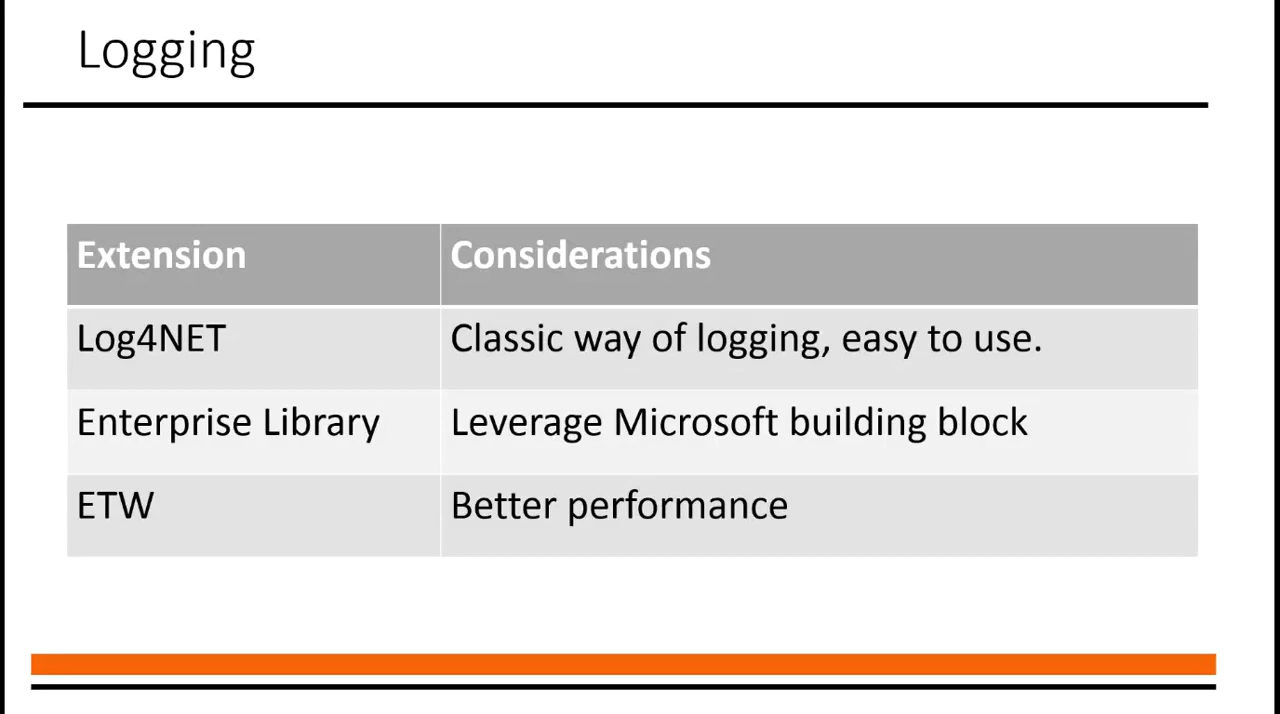 Logging
Extension Considerations
Log4NET Classic way of logging, easy to use.
Enterprise Library Leverage Microsoft building block
ETW Better performance